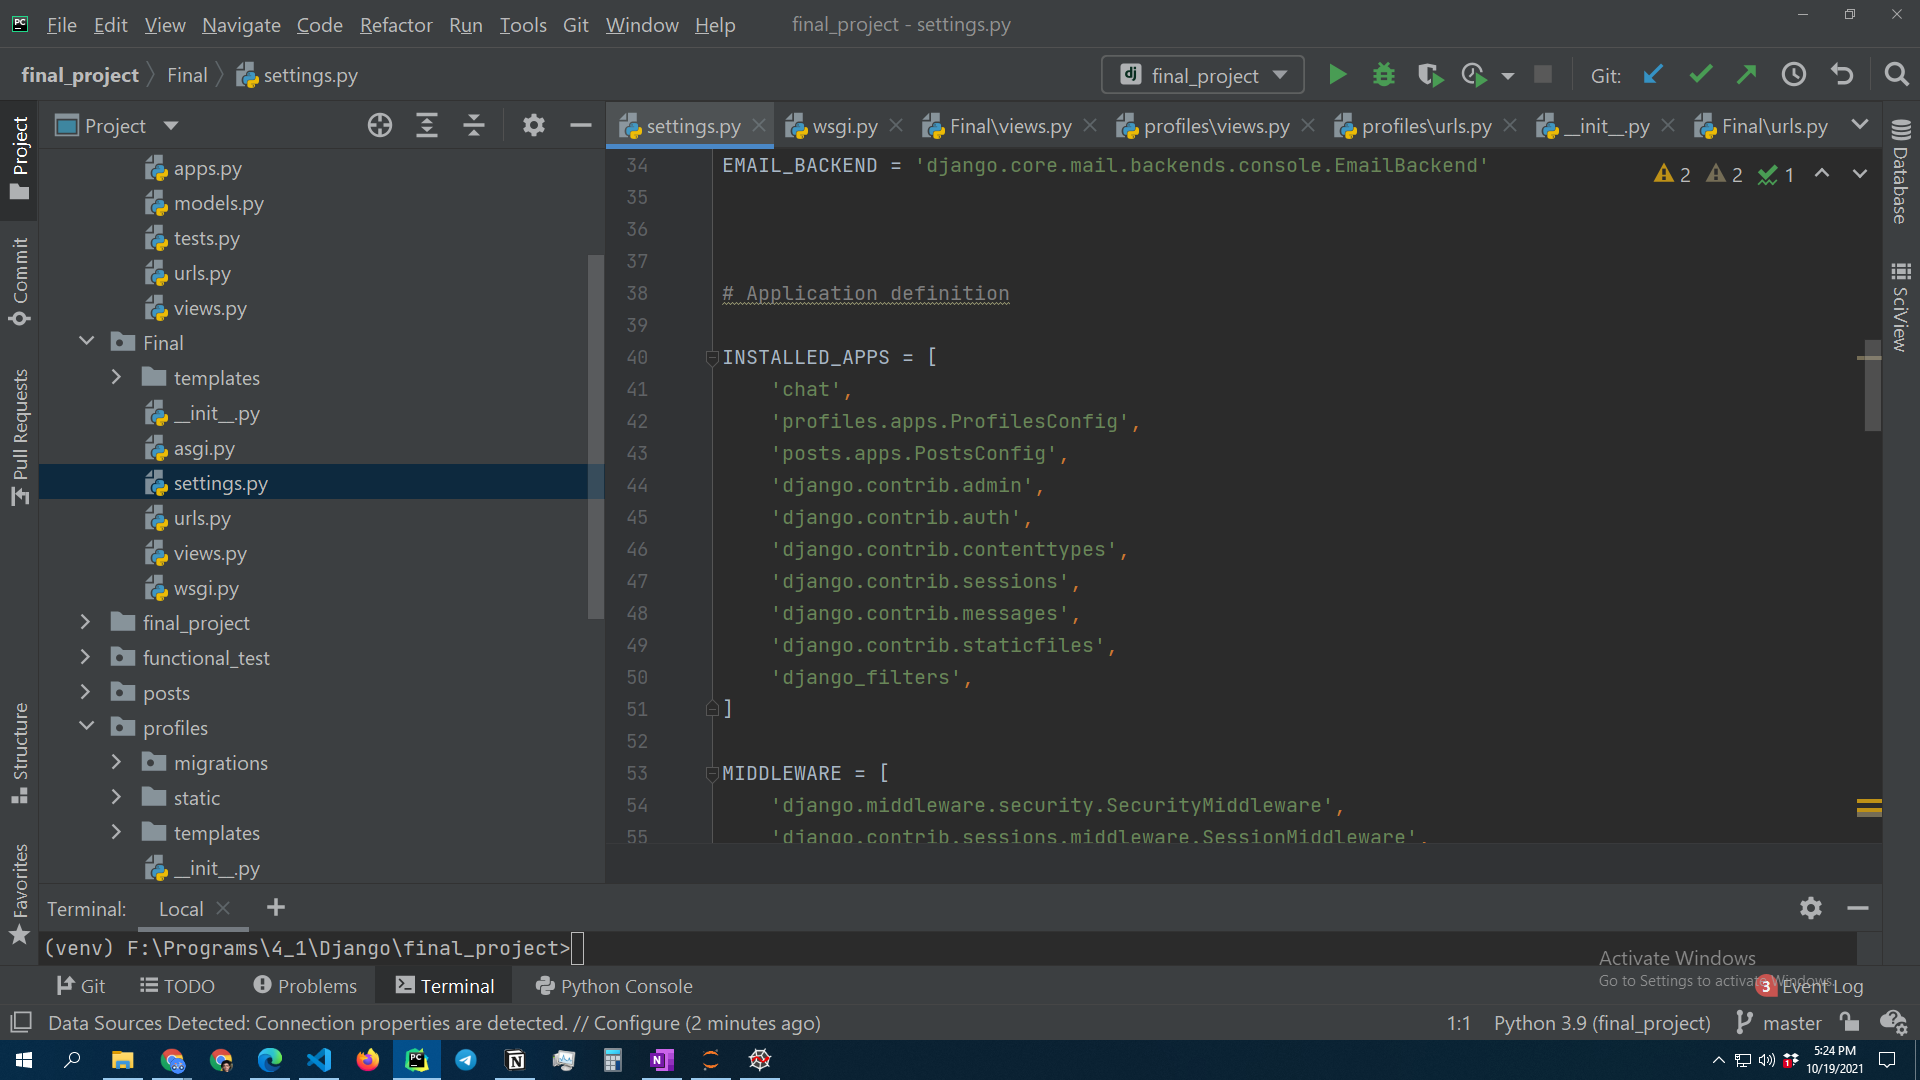 File Edit View Navigate Code Refactor Run Tools Git Window Help final_project - settings.py
final_project Final settings.py
final_project Git:
Project
settings.py wsgi.py Final\views.py profiles\views.py profiles\urls.py __init__.py Final\urls.py
Project
Commit
Pull Requests
Structure
Favorites
apps.py
models.py
tests.py
urls.py
views.py
Final
templates
__init__.py
asgi.py
settings.py
urls.py
views.py
wsgi.py
final_project
functional_test
posts
profiles
migrations
static
templates
__init__.py
34 EMAIL_BACKEND = 'django.core.mail.backends.console.EmailBackend'
35
36
37
38 # Application definition
39
40 INSTALLED_APPS = [
41 'chat',
42 'profiles.apps.ProfilesConfig',
43 'posts.apps.PostsConfig',
44 'django.contrib.admin',
45 'django.contrib.auth',
46 'django.contrib.contenttypes',
47 'django.contrib.sessions',
48 'django.contrib.messages',
49 'django.contrib.staticfiles',
50 'django_filters',
51 ]
52
53 MIDDLEWARE = [
54 'django.middleware.security.SecurityMiddleware',
55 'django.contrib.sessions.middleware.SessionMiddleware',
2 2 1
Database
SciView
Terminal: Local
(venv) F:\Programs\4_1\Django\final_project>
Activate Windows
Go to Settings to activate Windows.
Git TODO Problems Terminal Python Console 3 Event Log
Data Sources Detected: Connection properties are detected. // Configure (2 minutes ago) 1:1 Python 3.9 (final_project) master
5:24 PM
10/19/2021